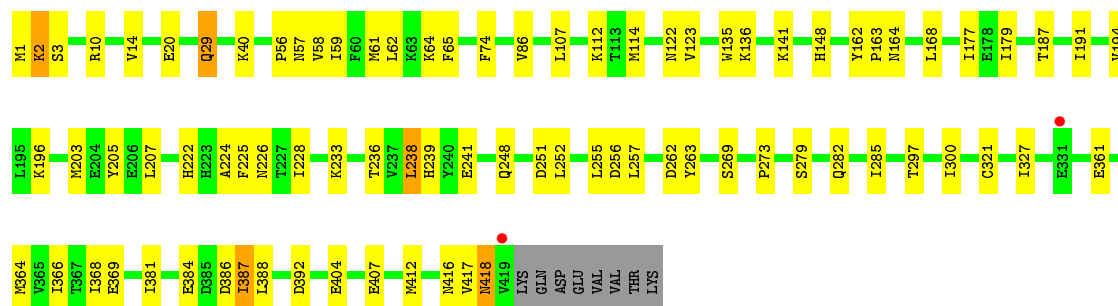 M1 K2 S3 R10 V14 E20 Q29 K40 P56 N57 V58 I59 F60 M61 L62 K63 K64 F65 F74 V86 L107 K112 T113 M114 N122 V123 W135 K136 K141 H148 Y162 P163 N164 L168 I177 E178 I179 T187 I191 V194
L195 K196 M203 E204 Y205 E206 L207 H222 H223 A224 F225 N226 T227 I228 K233 T236 V237 L238 H239 Y240 E241 Q248 D251 L252 L255 D256 L257 D262 Y263 S269 P273 S279 Q282 I285 T297 I300 C321 I327 E331 E361
M364 V365 I366 T367 I368 E369 I381 E384 D385 D386 I387 L388 D392 E404 E407 M412 N416 V417 N418 V419 LYS GLN ASP GLU VAL VAL THR LYS